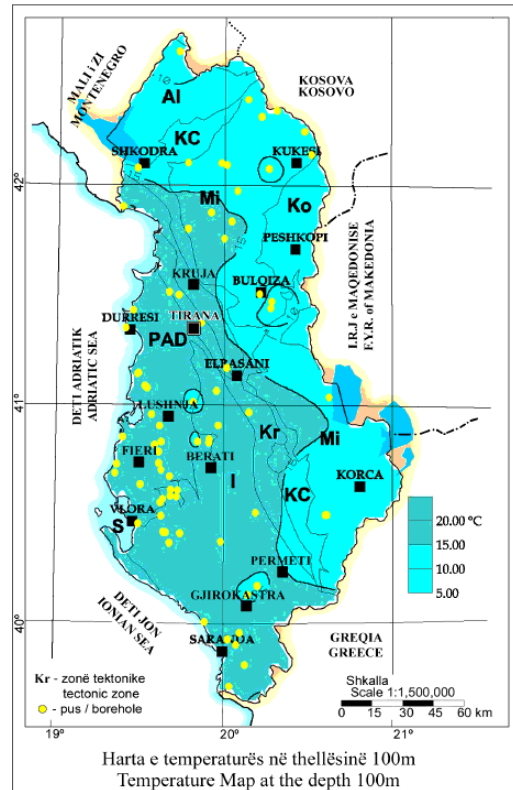 MALI i ZI
MONTENEGRO
KOSOVA
KOSOVO
10
Al
KC
SHKODRA
KUKESI
42°
15
Mi
Ko
PESHKOPI
KRUJA
BULQIZA
I.R.J e MAQEDONISE
F.Y.R. of MAKEDONIA
DURRESI
TIRANA
PAD
DETI ADRIATIK
ADRIATIC SEA
ELPASANI
41°
LUSHNJA
Kr
Mi
FIERI
BERATI
I
KC
KORCA
VLORA
S
20.00 °C
15.00
10.00
5.00
PERMETI
GJIROKASTRA
DETI JON
IONIAN SEA
40°
SARANDA
GREQIA
GREECE
Kr - zonë tektonike
tectonic zone
- pus / borehole
Shkalla
Scale 1:1,500,000
0 15 30 45 60 km
19° 20° 21°
Harta e temperaturës në thellësinë 100m
Temperature Map at the depth 100m